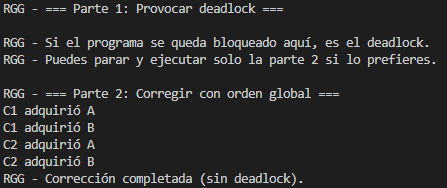 RGG - === Parte 1: Provocar deadlock ===
RGG - Si el programa se queda bloqueado aquí, es el deadlock.
RGG - Puedes parar y ejecutar solo la parte 2 si lo prefieres.
RGG - === Parte 2: Corregir con orden global ===
C1 adquirió A
C1 adquirió B
C2 adquirió A
C2 adquirió B
RGG - Corrección completada (sin deadlock).